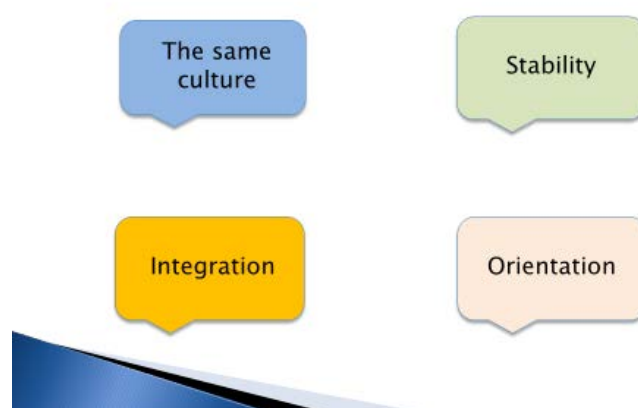 The same
culture
Stability
Integration
Orientation